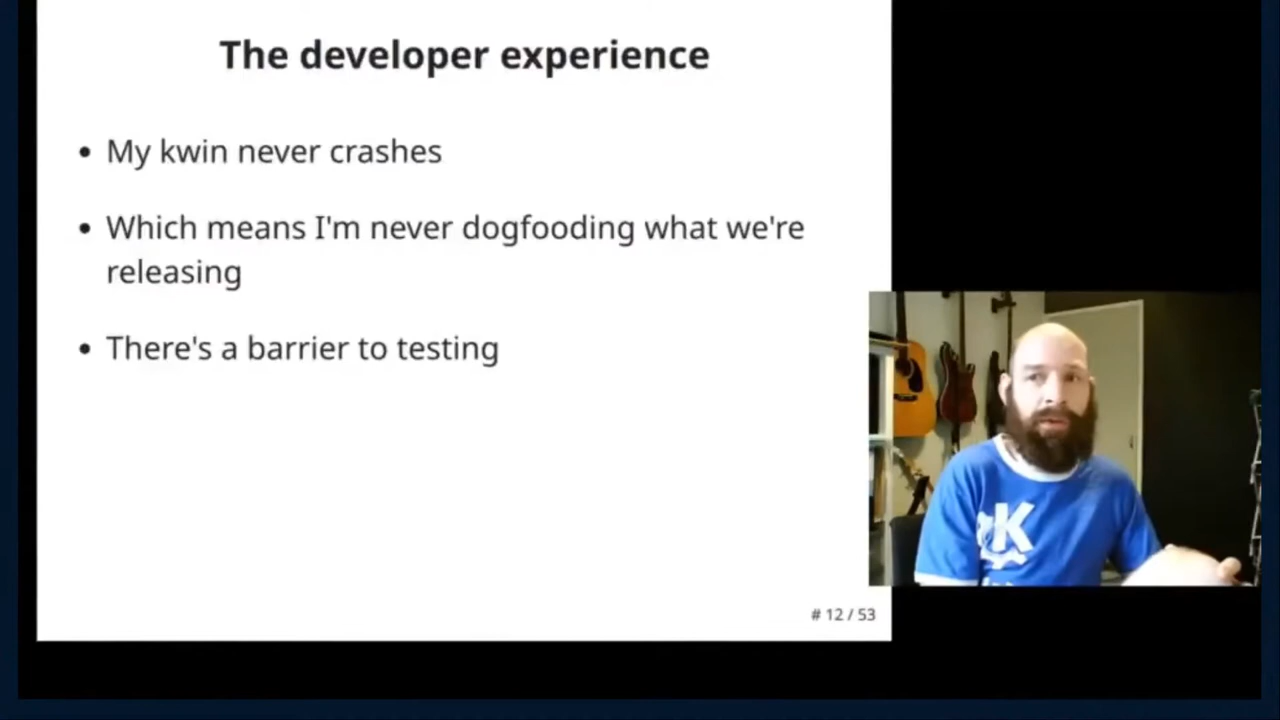 The developer experience
• My kwin never crashes
• Which means I'm never dogfooding what we're
releasing
• There's a barrier to testing
K
# 12 / 53